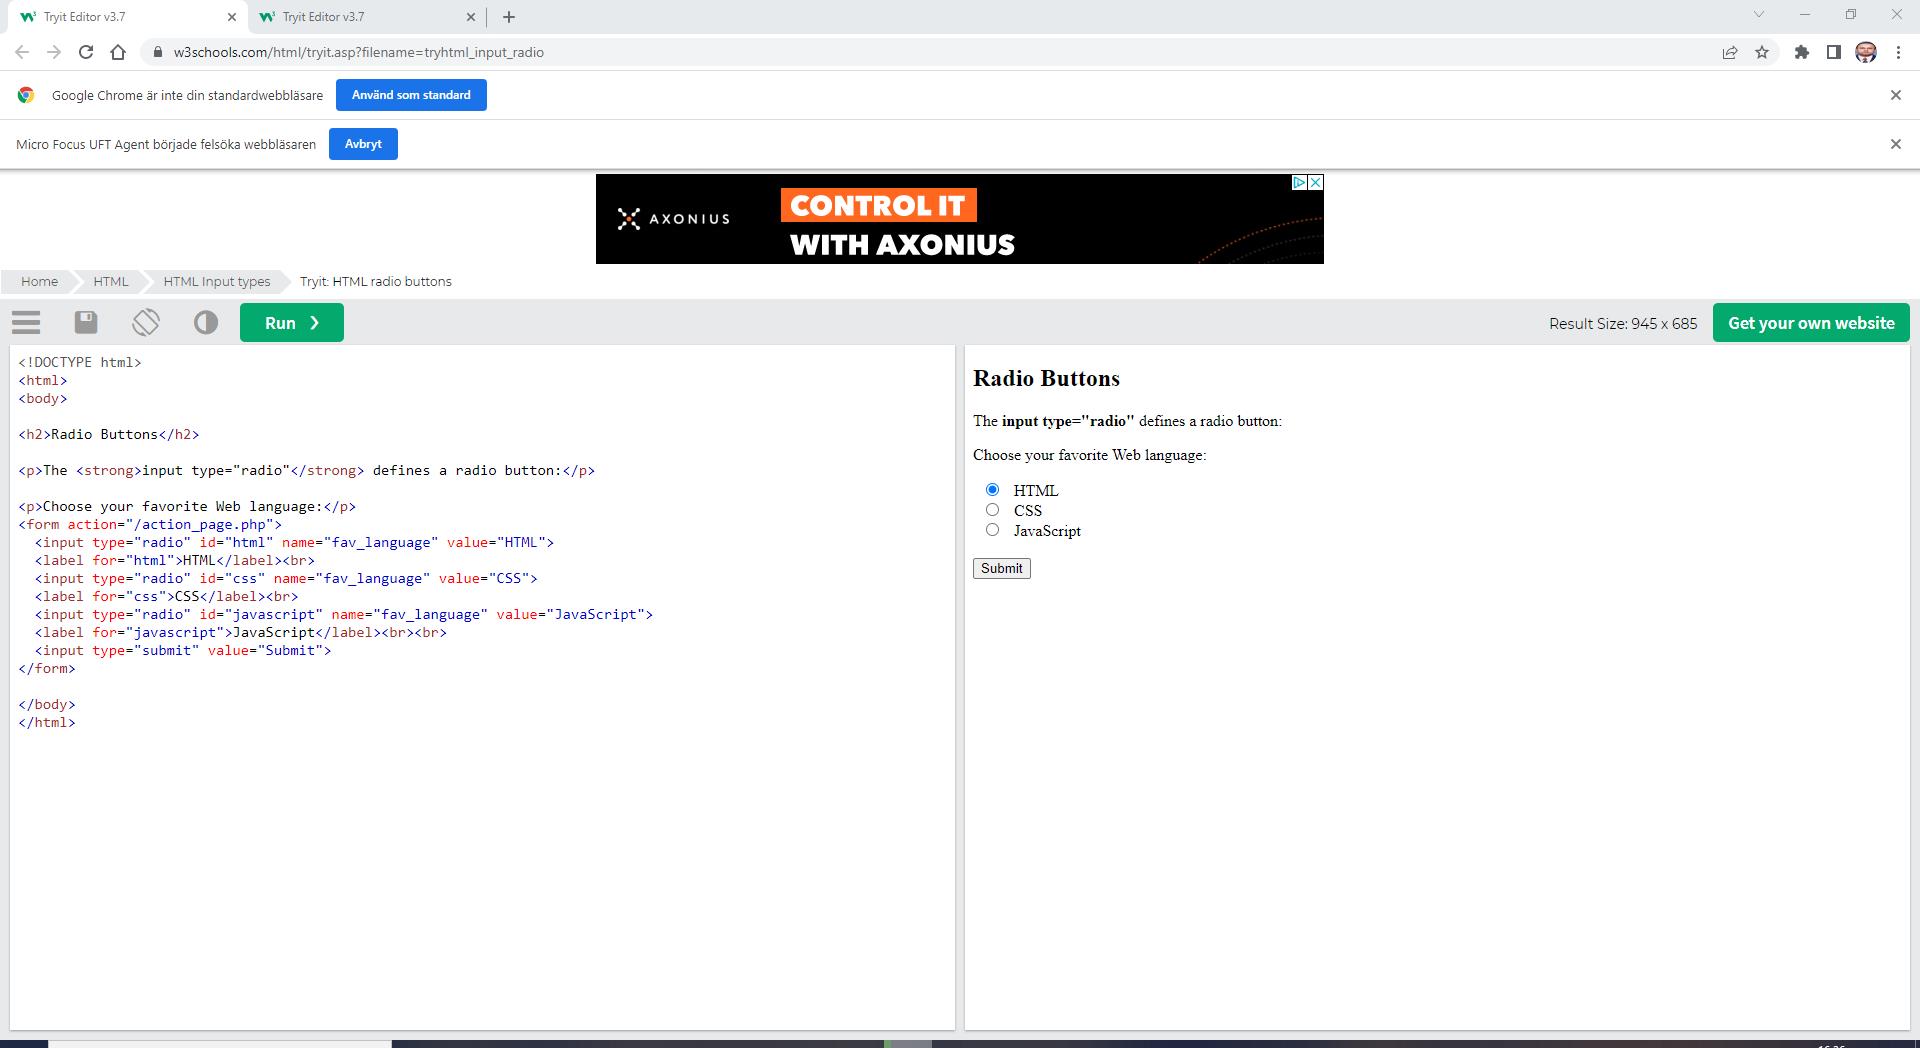 Tryit Editor v3.7
Tryit Editor v3.7
w3schools.com/html/tryit.asp?filename=tryhtml_input_radio
Google Chrome är inte din standardwebbläsare
Använd som standard
Micro Focus UFT Agent började felsöka webbläsaren
Avbryt
AXONIUS
CONTROL IT
WITH AXONIUS
Home
HTML
HTML Input types
Tryit: HTML radio buttons
Run ❯
Result Size: 945 x 685
Get your own website
<!DOCTYPE html>
<html>
<body>
<h2>Radio Buttons</h2>
<p>The <strong>input type="radio"</strong> defines a radio button:</p>
<p>Choose your favorite Web language:</p>
<form action="/action_page.php">
<input type="radio" id="html" name="fav_language" value="HTML">
<label for="html">HTML</label><br>
<input type="radio" id="css" name="fav_language" value="CSS">
<label for="css">CSS</label><br>
<input type="radio" id="javascript" name="fav_language" value="JavaScript">
<label for="javascript">JavaScript</label><br><br>
<input type="submit" value="Submit">
</form>
</body>
</html>
Radio Buttons
The input type="radio" defines a radio button:
Choose your favorite Web language:
HTML
CSS
JavaScript
Submit